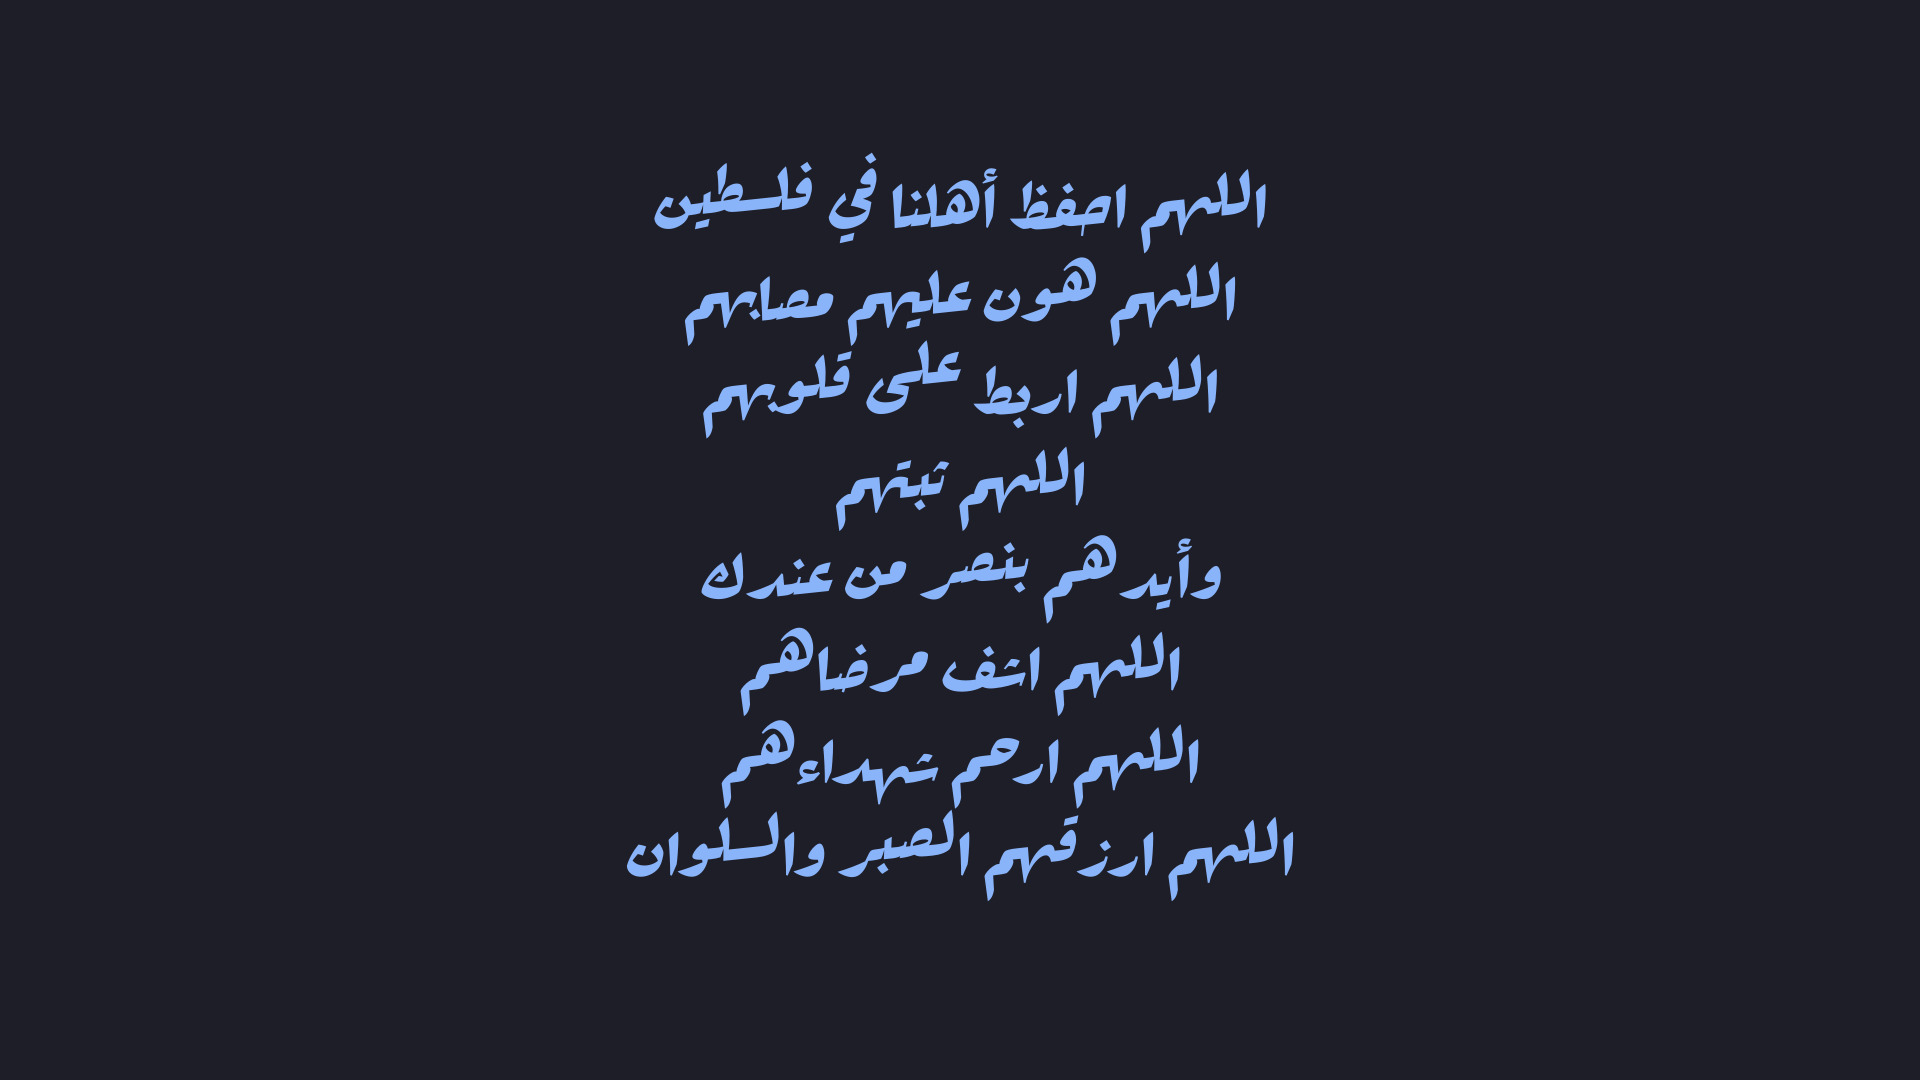 اللهم احفظ أهلنا في فلسطين
اللهم هون عليهم مصابهم
اللهم اربط على قلوبهم
اللهم ثبتهم
وأيدهم بنصر من عندك
اللهم اشف مرضاهم
اللهم ارحم شهداءهم
اللهم ارزقهم الصبر والسلوان